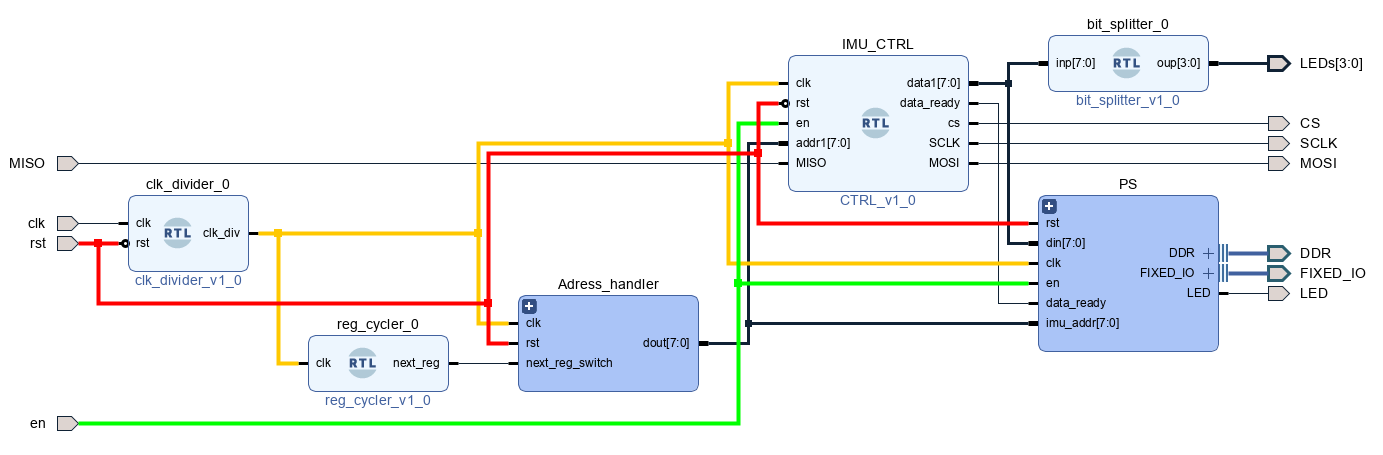 bit_splitter_0
inp[7:0]
RTL
oup[3:0]
bit_splitter_v1_0
LEDs[3:0]
IMU_CTRL
clk
rst
en
addr1[7:0]
MISO
RTL
data1[7:0]
data_ready
cs
SCLK
MOSI
CTRL_v1_0
CS
SCLK
MOSI
MISO
clk
rst
clk_divider_0
clk
rst
RTL
clk_div
clk_divider_v1_0
PS
rst
din[7:0]
clk
en
data_ready
imu_addr[7:0]
DDR
FIXED_IO
LED
DDR
FIXED_IO
LED
Adress_handler
clk
rst
next_reg_switch
dout[7:0]
reg_cycler_0
clk
RTL
next_reg
reg_cycler_v1_0
en